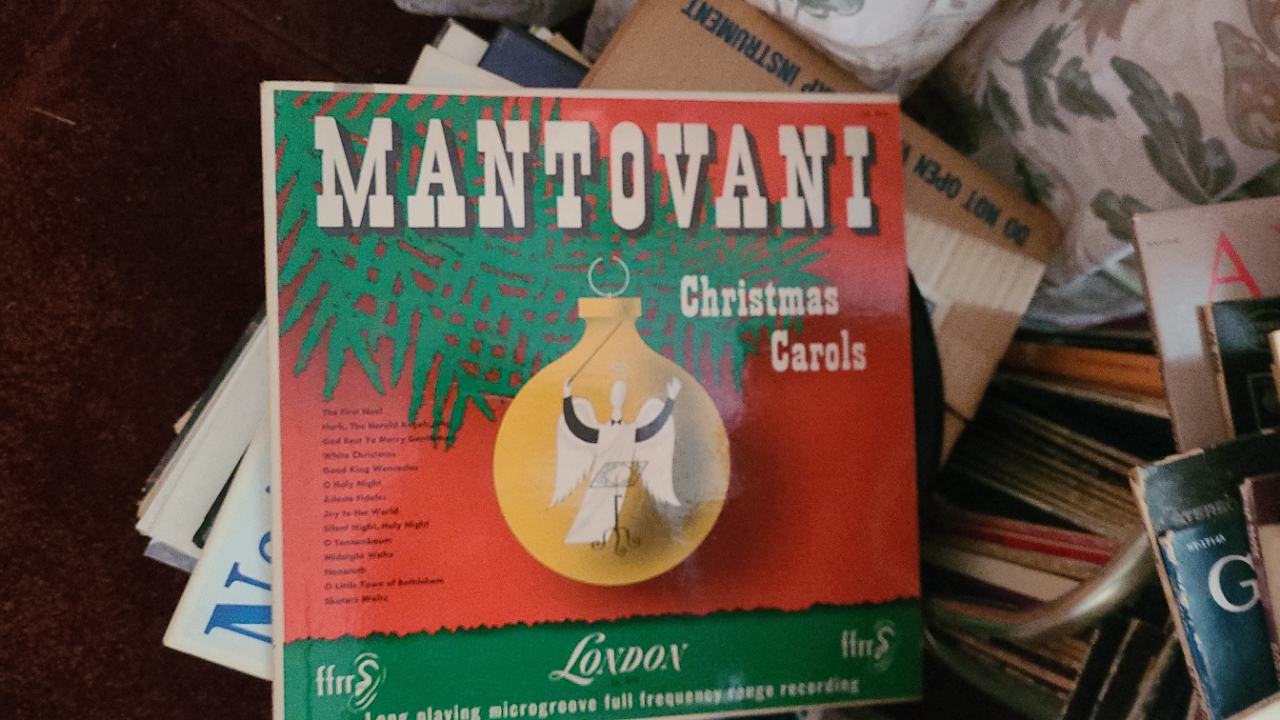 MANTOVANI
Christmas
Carols
The First Noel
Hark, The Herald Angels
God Rest Ye Merry
White Christmas
Good King Wenceslas
O Holy Night
Adeste Fideles
Joy to the World
Silent Night, Holy Night
O Tannenbaum
Midnight Waltz
Nazareth
O Little Town of Bethlehem
Skaters Waltz
ffrr
LONDON
ffrr
Long playing microgroove full frequency range recording
INSTRUMENT
DO NOT OPEN
A
G